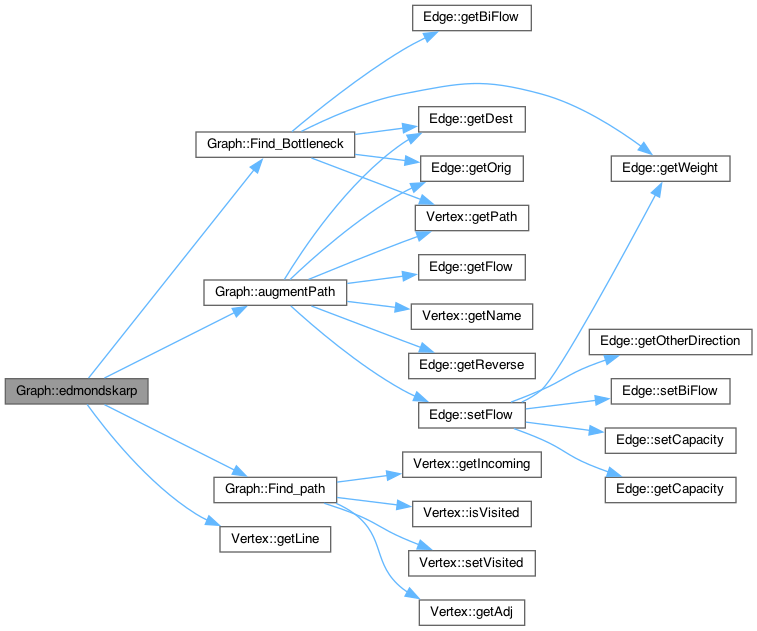 Edge::getBiFlow
Edge::getDest
Graph::Find_Bottleneck
Edge::getOrig
Edge::getWeight
Vertex::getPath
Edge::getFlow
Graph::augmentPath
Vertex::getName
Edge::getOtherDirection
Edge::getReverse
Graph::edmondskarp
Edge::setBiFlow
Edge::setFlow
Edge::setCapacity
Vertex::getIncoming
Graph::Find_path
Edge::getCapacity
Vertex::isVisited
Vertex::getLine
Vertex::setVisited
Vertex::getAdj